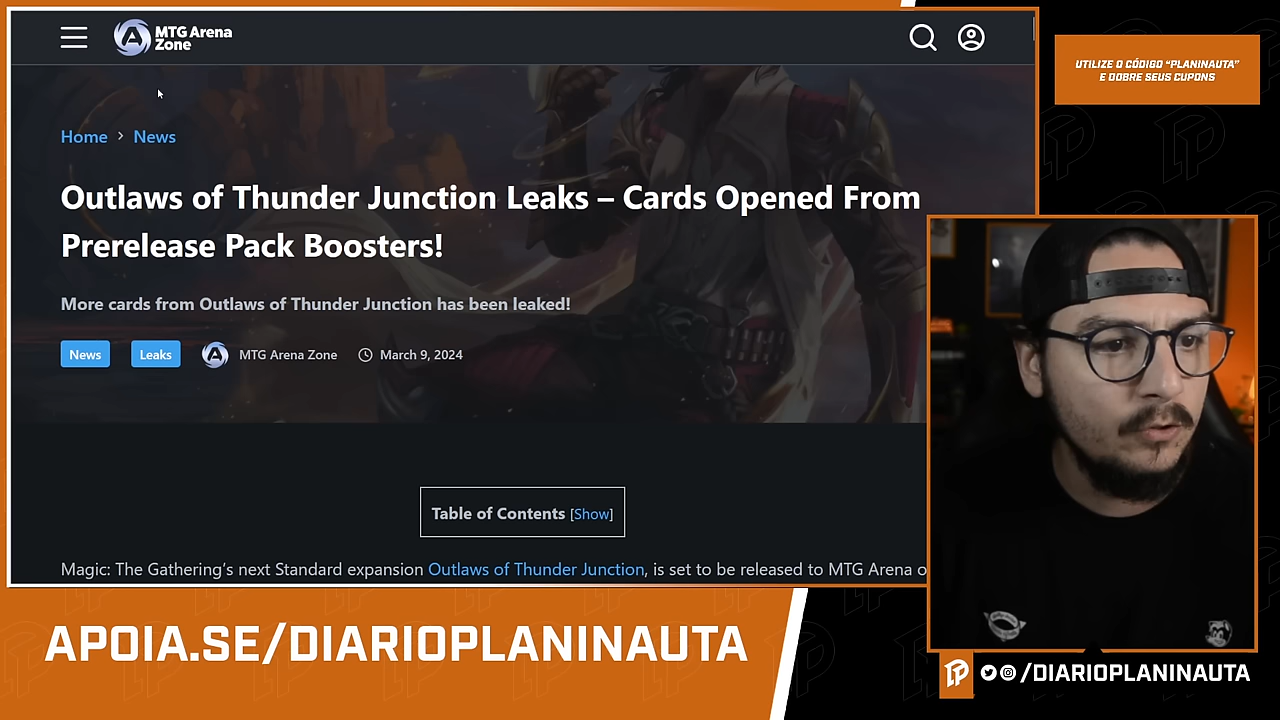 MTG Arena
Zone
UTILIZE O CÓDIGO “PLANINAUTA”
E DOBRE SEUS CUPONS
Home > News
Outlaws of Thunder Junction Leaks – Cards Opened From
Prerelease Pack Boosters!
More cards from Outlaws of Thunder Junction has been leaked!
News Leaks MTG Arena Zone March 9, 2024
Table of Contents [Show]
Magic: The Gathering’s next Standard expansion Outlaws of Thunder Junction, is set to be released to MTG Arena o
APOIA.SE/DIARIOPLANINAUTA
/DIARIOPLANINAUTA